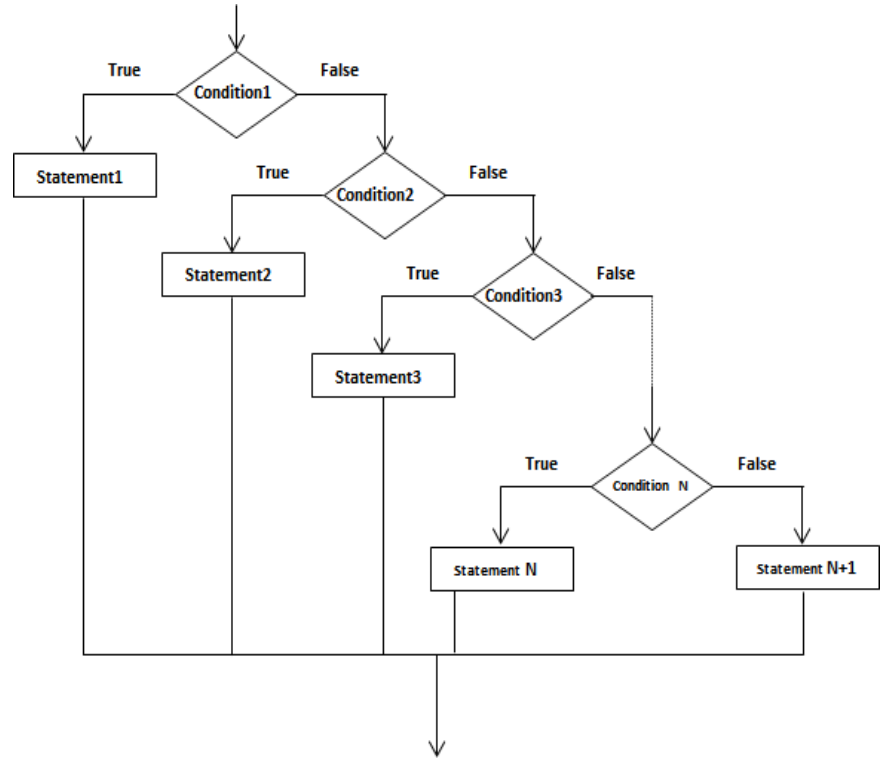 True
False
Condition1
Statement1
True
False
Condition2
Statement2
True
False
Condition3
Statement3
True
False
Condition N
Statement N
Statement N+1